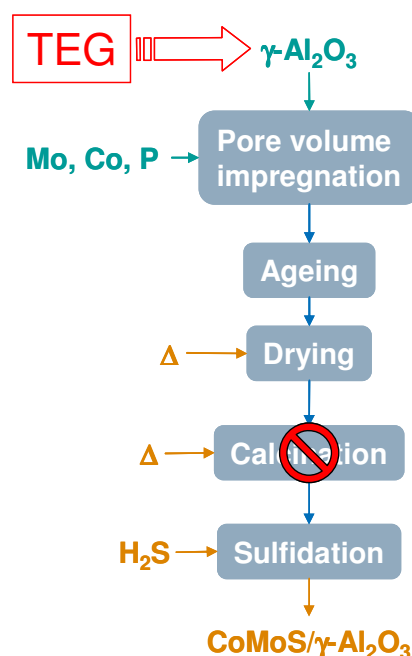 TEG
γ-Al₂O₃
Mo, Co, P
Pore volume
impregnation
Ageing
Δ
Drying
Δ
Calcination
H₂S
Sulfidation
CoMoS/γ-Al₂O₃